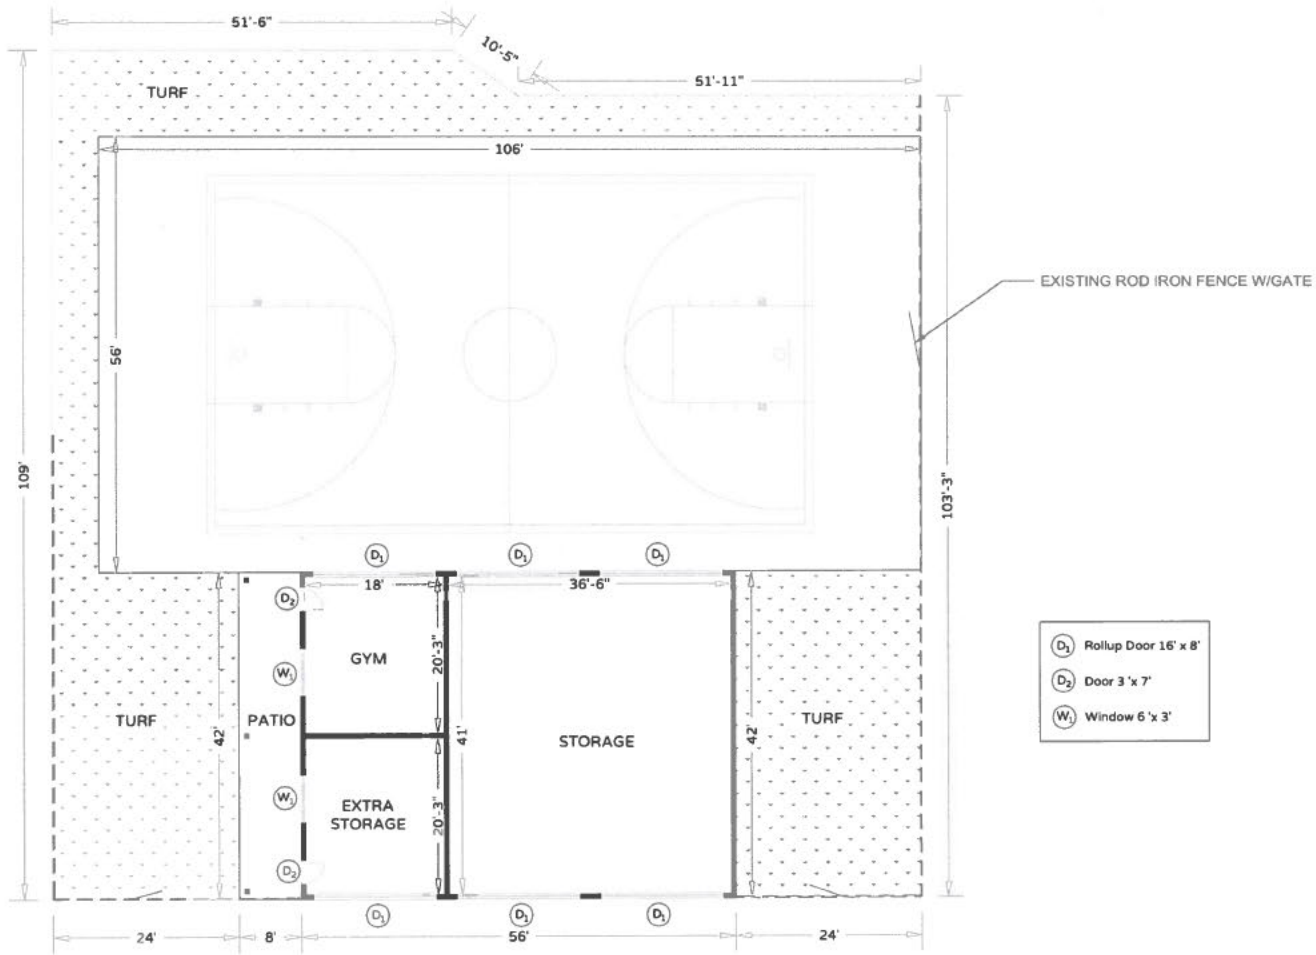 51'-6"
10'-5"
51'-11"
TURF
106'
EXISTING ROD IRON FENCE W/GATE
56'
109'
103'-3"
D1
D1
D1
18'
36'-6"
D2
20'-3"
GYM
W1
TURF
PATIO
42'
41'
STORAGE
42'
TURF
D1 Rollup Door 16' x 8'
D2 Door 3 'x 7'
W1 Window 6 'x 3'
W1
EXTRA
STORAGE
20'-3"
D2
D1
D1
D1
24'
8'
56'
24'